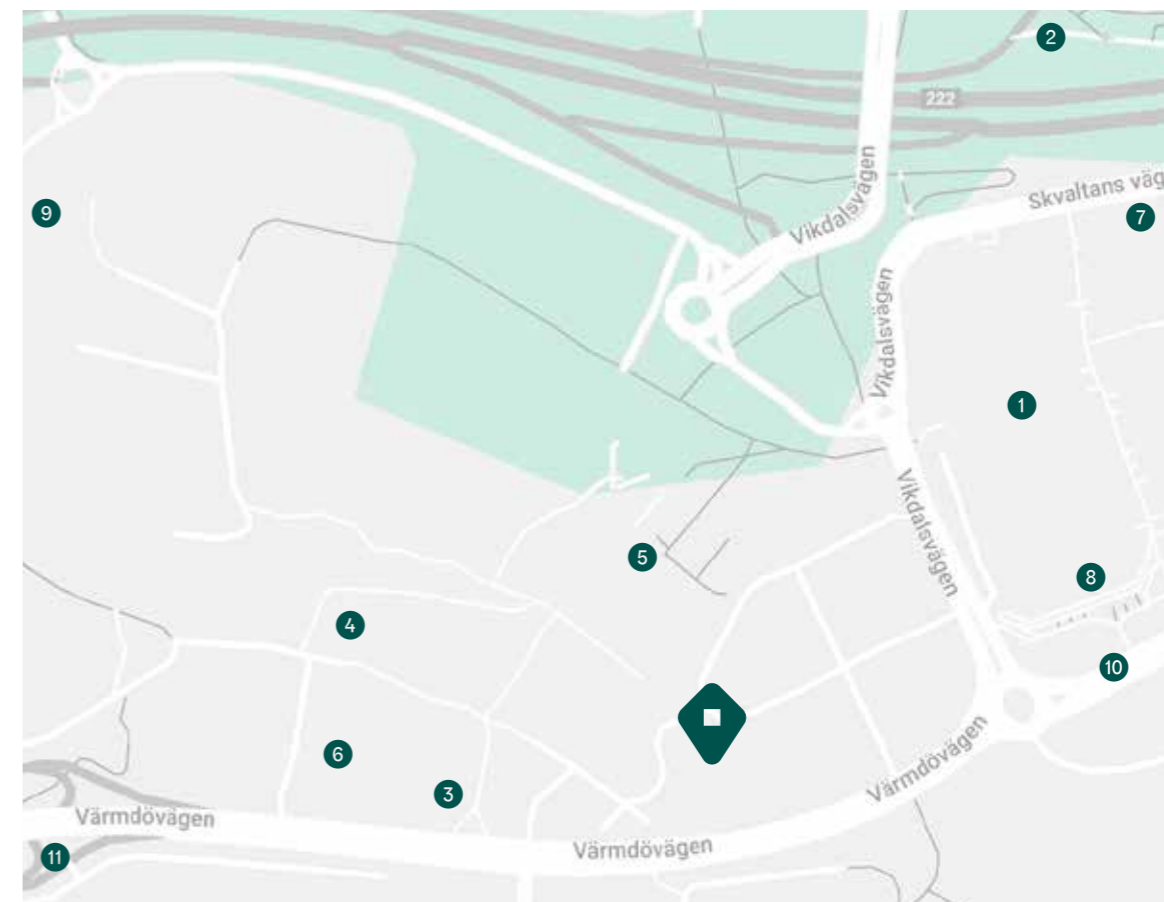 2
222
Vikdalsvägen
Skvaltans väg
9
7
Vikdalsvägen
1
Vikdalsvägen
5
8
4
10
6
3
Värmdövägen
Värmdövägen
Värmdövägen
11